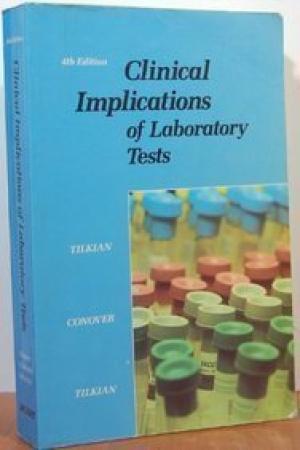 4th Edition
Clinical
Implications
of Laboratory
Tests
TILKIAN
CONOVER
TILKIAN
Clinical Implications of Laboratory Tests